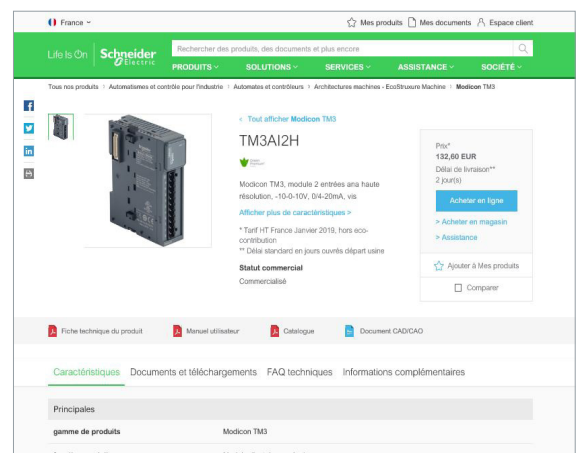 France
Mes produits
Mes documents
Espace client
Life Is On
Schneider
Electric
Rechercher des produits, des documents et plus encore
PRODUITS
SOLUTIONS
SERVICES
ASSISTANCE
SOCIÉTÉ
Tous nos produits
Automatismes et contrôle pour l'industrie
Automates et contrôleurs
Architectures machines - EcoStruxure Machine
Modicon TM3
< Tout afficher Modicon TM3
TM3AI2H
Modicon TM3, module 2 entrées ana haute
résolution, -10-0-10V, 0/4-20mA, vis
Afficher plus de caractéristiques >
* Tarif HT France Janvier 2019, hors eco-
contribution
** Délai standard en jours ouvrés départ usine
Statut commercial
Commercialisé
Prix*
132,60 EUR
Délai de livraison**
2 jour(s)
Acheter en ligne
> Acheter en magasin
> Assistance
Ajouter à Mes produits
Comparer
Fiche technique du produit
Manuel utilisateur
Catalogue
Document CAD/CAO
Caractéristiques
Documents et téléchargements
FAQ techniques
Informations complémentaires
Principales
gamme de produits
Modicon TM3